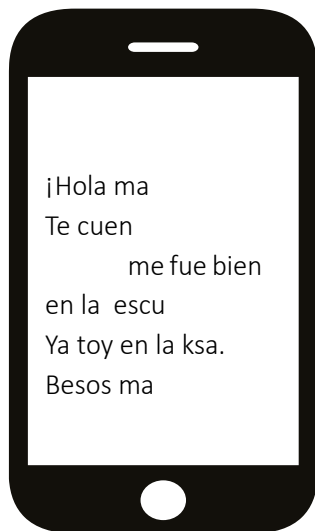 ¡Hola ma
Te cuen
me fue bien
en la escu
Ya toy en la ksa.
Besos ma